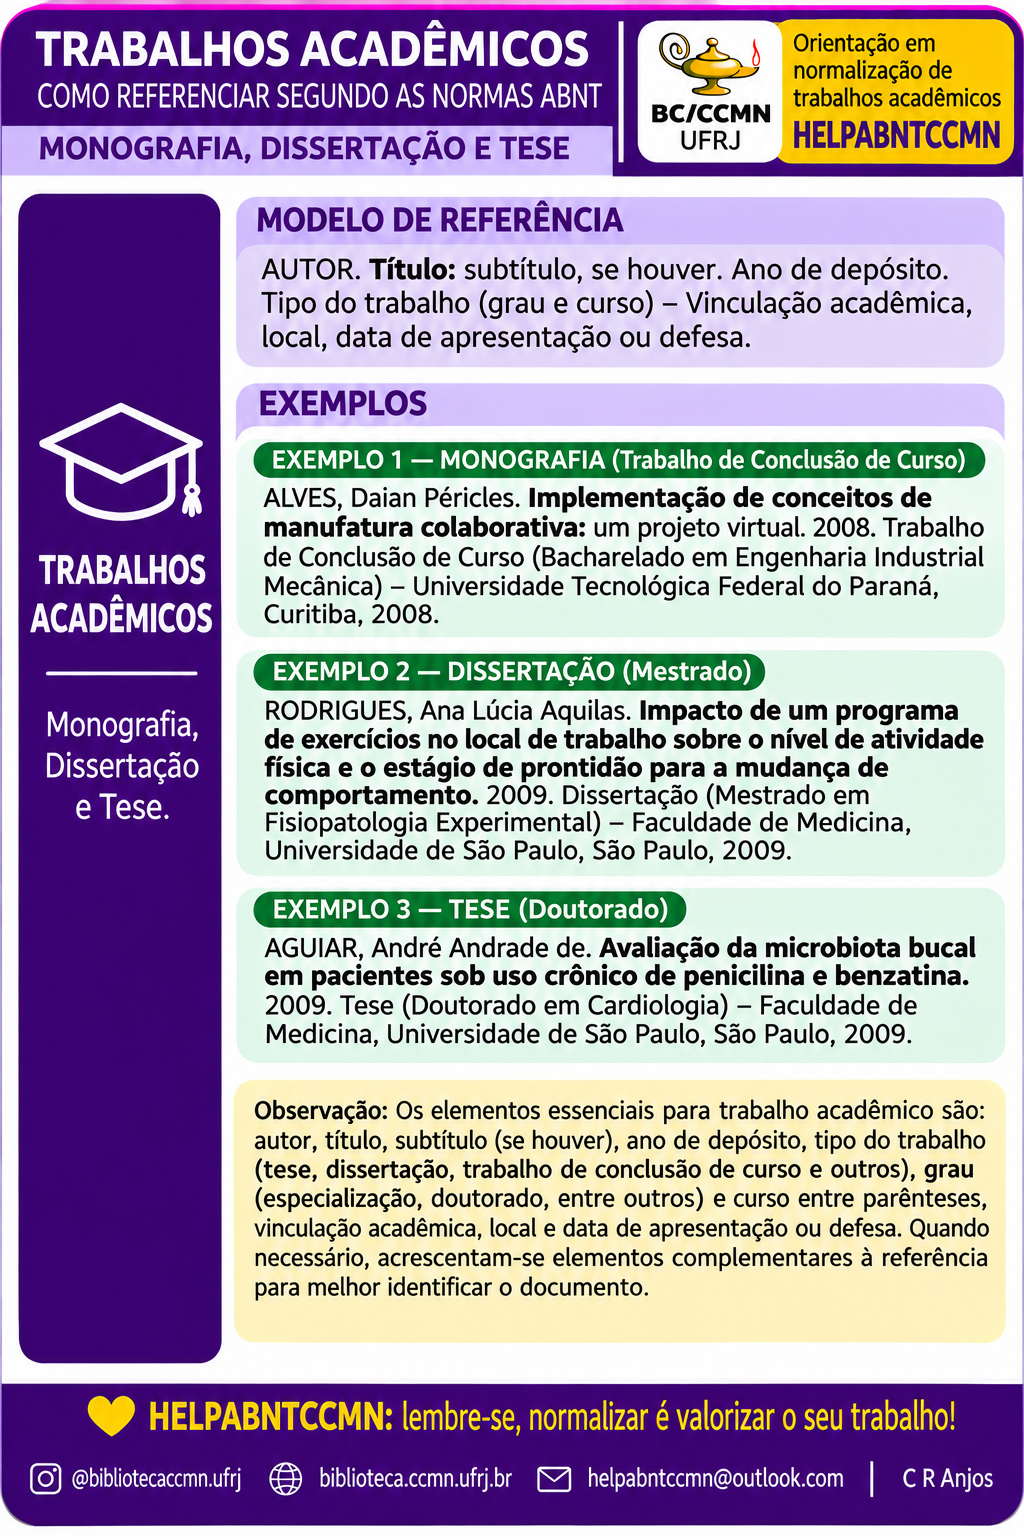 TRABALHOS ACADÊMICOS
COMO REFERENCIAR SEGUNDO AS NORMAS ABNT
MONOGRAFIA, DISSERTAÇÃO E TESE
BC/CCMN
UFRJ
Orientação em
normalização de
trabalhos acadêmicos
HELPABNTCCMN
TRABALHOS
ACADÊMICOS
Monografia,
Dissertação
e Tese.
MODELO DE REFERÊNCIA
AUTOR. Título: subtítulo, se houver. Ano de depósito.
Tipo do trabalho (grau e curso) – Vinculação acadêmica,
local, data de apresentação ou defesa.
EXEMPLOS
EXEMPLO 1 — MONOGRAFIA (Trabalho de Conclusão de Curso)
ALVES, Daian Péricles. Implementação de conceitos de
manufatura colaborativa: um projeto virtual. 2008. Trabalho
de Conclusão de Curso (Bacharelado em Engenharia Industrial
Mecânica) – Universidade Tecnológica Federal do Paraná,
Curitiba, 2008.
EXEMPLO 2 — DISSERTAÇÃO (Mestrado)
RODRIGUES, Ana Lúcia Aquilas. Impacto de um programa
de exercícios no local de trabalho sobre o nível de atividade
física e o estágio de prontidão para a mudança de
comportamento. 2009. Dissertação (Mestrado em
Fisiopatologia Experimental) – Faculdade de Medicina,
Universidade de São Paulo, São Paulo, 2009.
EXEMPLO 3 — TESE (Doutorado)
AGUIAR, André Andrade de. Avaliação da microbiota bucal
em pacientes sob uso crônico de penicilina e benzatina.
2009. Tese (Doutorado em Cardiologia) – Faculdade de
Medicina, Universidade de São Paulo, São Paulo, 2009.
Observação: Os elementos essenciais para trabalho acadêmico são:
autor, título, subtítulo (se houver), ano de depósito, tipo do trabalho
(tese, dissertação, trabalho de conclusão de curso e outros), grau
(especialização, doutorado, entre outros) e curso entre parênteses,
vinculação acadêmica, local e data de apresentação ou defesa. Quando
necessário, acrescentam-se elementos complementares à referência
para melhor identificar o documento.
HELPABNTCCMN: lembre-se, normalizar é valorizar o seu trabalho!
@bibliotecaccmn.ufrj biblioteca.ccmn.ufrj.br helpabntccmn@outlook.com | C R Anjos